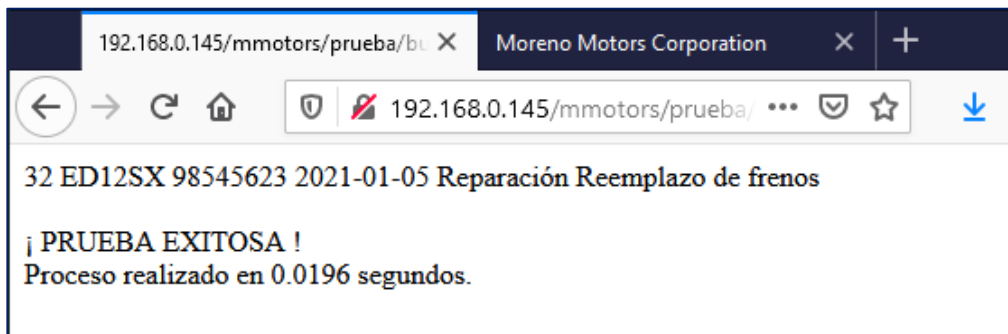 192.168.0.145/mmotors/prueba/bu
Moreno Motors Corporation
192.168.0.145/mmotors/prueba/
32 ED12SX 98545623 2021-01-05 Reparación Reemplazo de frenos
¡ PRUEBA EXITOSA !
Proceso realizado en 0.0196 segundos.